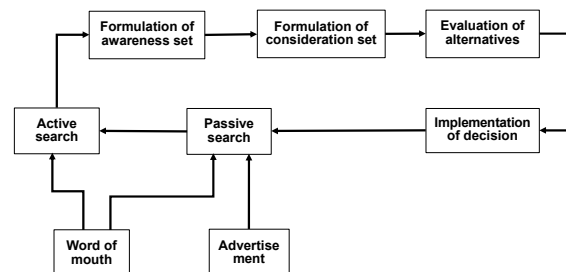 Formulation of
awareness set
Formulation of
consideration set
Evaluation of
alternatives
Active
search
Passive
search
Implementation
of decision
Word of
mouth
Advertise
ment